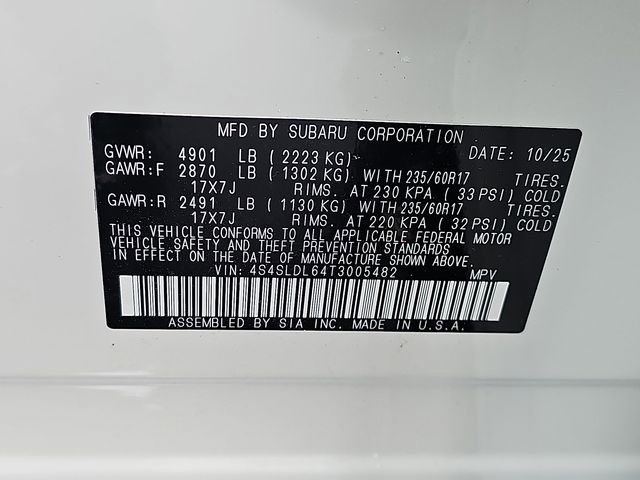 MFD BY SUBARU CORPORATION
GVWR: 4901 LB ( 2223 KG) DATE: 10/25
GAWR:F 2870 LB ( 1302 KG) WITH 235/60R17 TIRES.
17X7J RIMS. AT 230 KPA ( 33 PSI) COLD
GAWR:R 2491 LB ( 1130 KG) WITH 235/60R17 TIRES.
17X7J RIMS. AT 220 KPA ( 32 PSI) COLD
THIS VEHICLE CONFORMS TO ALL APPLICABLE FEDERAL MOTOR
VEHICLE SAFETY AND THEFT PREVENTION STANDARDS
IN EFFECT ON THE DATE OF MANUFACTURE SHOWN ABOVE.
VIN: 4S4SLDL64T3005482 MPV
ASSEMBLED BY SIA INC. MADE IN U.S.A.